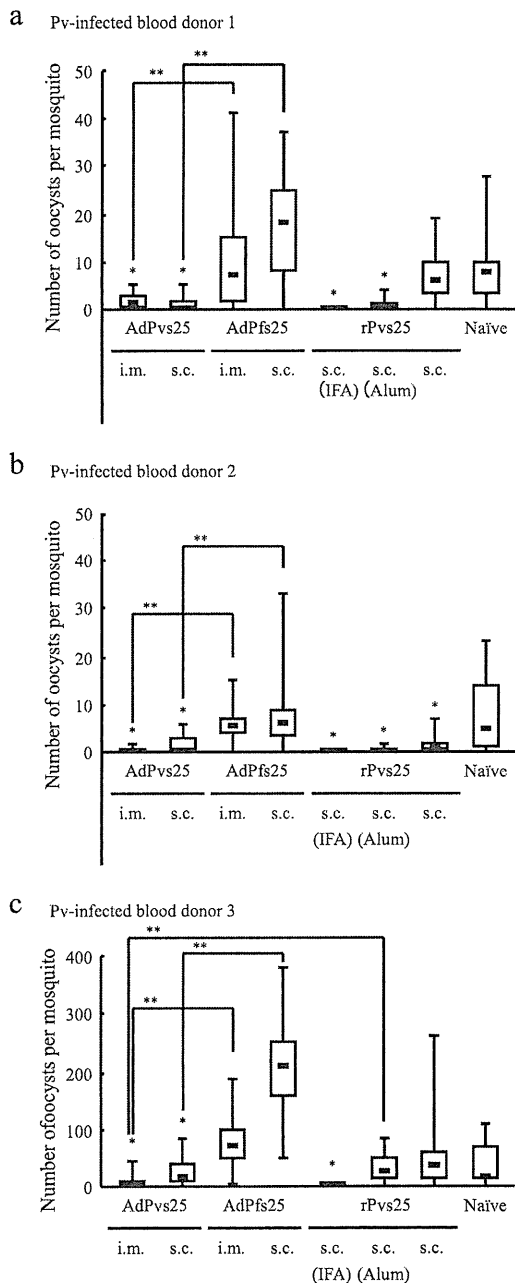 a Pv-infected blood donor 1
Number of oocysts per mosquito
50
40
30
20
10
0
** **
* * * *
AdPvs25 AdPfs25 rPvs25 Naïve
i.m. s.c. i.m. s.c. s.c. s.c. s.c.
(IFA) (Alum)
b Pv-infected blood donor 2
Number of oocysts per mosquito
50
40
30
20
10
0
** **
* * * * *
AdPvs25 AdPfs25 rPvs25 Naïve
i.m. s.c. i.m. s.c. s.c. s.c. s.c.
(IFA) (Alum)
c Pv-infected blood donor 3
Number ofoocysts per mosquito
400
300
200
100
0
** ** **
* * *
AdPvs25 AdPfs25 rPvs25 Naïve
i.m. s.c. i.m. s.c. s.c. s.c. s.c.
(IFA) (Alum)